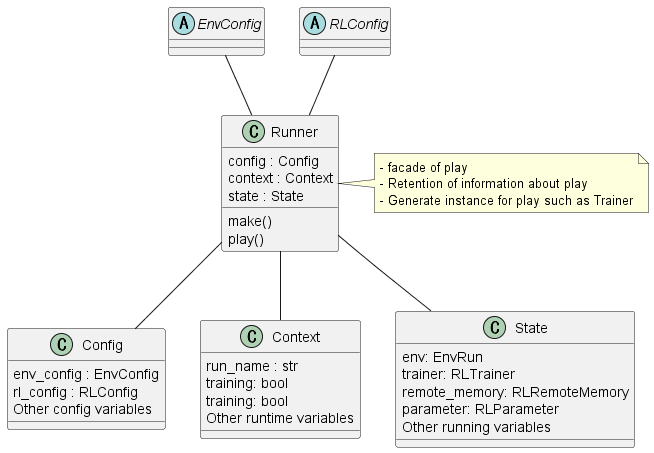 A EnvConfig
A RLConfig
C Runner
config : Config
context : Context
state : State
make()
play()
- facade of play
- Retention of information about play
- Generate instance for play such as Trainer
C Config
env_config : EnvConfig
rl_config : RLConfig
Other config variables
C Context
run_name : str
training: bool
training: bool
Other runtime variables
C State
env: EnvRun
trainer: RLTrainer
remote_memory: RLRemoteMemory
parameter: RLParameter
Other running variables